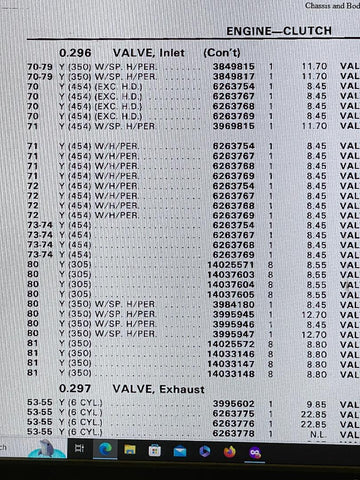 Chassis and Bod
ENGINE—CLUTCH
0.296 VALVE, Inlet (Con't)
70-79 Y (350) W/SP. H/PER. 3849815 1 11.70 VAL
70-79 Y (350) W/SP. H/PER. 3849817 1 11.70 VAL
70 Y (454) (EXC. H.D.) 6263754 1 8.45 VAL
70 Y (454) (EXC. H.D.) 6263767 1 8.45 VAL
70 Y (454) (EXC. H.D.) 6263768 1 8.45 VAL
70 Y (454) (EXC. H.D.) 6263769 1 8.45 VAL
71 Y (350) W/SP. H/PER. 3969815 1 11.70 VAL
71 Y (454) W/H/PER. 6263754 1 8.45 VAL
71 Y (454) W/H/PER. 6263767 1 8.45 VAL
71 Y (454) W/H/PER. 6263768 1 8.45 VAL
71 Y (454) W/H/PER. 6263769 1 8.45 VAL
72 Y (454) W/H/PER. 6263754 1 8.45 VAL
72 Y (454) W/H/PER. 6263767 1 8.45 VAL
72 Y (454) W/H/PER. 6263768 1 8.45 VAL
72 Y (454) W/H/PER. 6263769 1 8.45 VAL
73-74 Y (454) 6263754 1 8.45 VAL
73-74 Y (454) 6263767 1 8.45 VAL
73-74 Y (454) 6263768 1 8.45 VAL
73-74 Y (454) 6263769 1 8.45 VAL
80 Y (305) 14025571 8 8.55 VAL
80 Y (305) 14037603 8 8.55 VAL
80 Y (305) 14037604 8 8.55 VAL
80 Y (305) 14037605 8 8.55 VAL
80 Y (350) W/SP. H/PER. 3984180 1 8.45 VAL
80 Y (350) W/SP. H/PER. 3995945 1 12.70 VAL
80 Y (350) W/SP. H/PER. 3995946 1 8.45 VAL
80 Y (350) W/SP. H/PER. 3995947 1 12.70 VAL
81 Y (350) 14025572 8 8.80 VAL
81 Y (350) 14033146 8 8.80 VAL
81 Y (350) 14033147 8 8.80 VAL
81 Y (350) 14033148 8 8.80 VAL
0.297 VALVE, Exhaust
53-55 Y (6 CYL.) 3995602 1 9.85 VAL
53-55 Y (6 CYL.) 6263775 1 22.85 VAL
53-55 Y (6 CYL.) 6263776 1 22.85 VAL
53-55 Y (6 CYL.) 6263778 1 N.L. VAL
ch